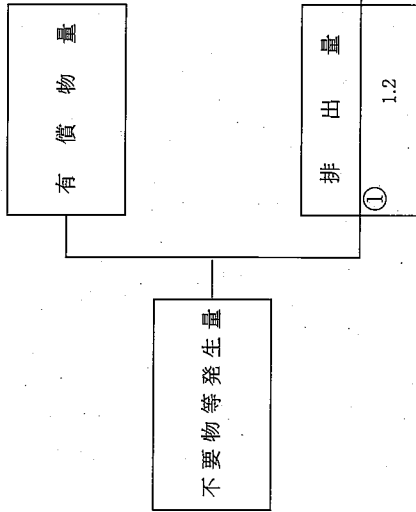 不要物等発生量
有償物量
排出量
①
1.2